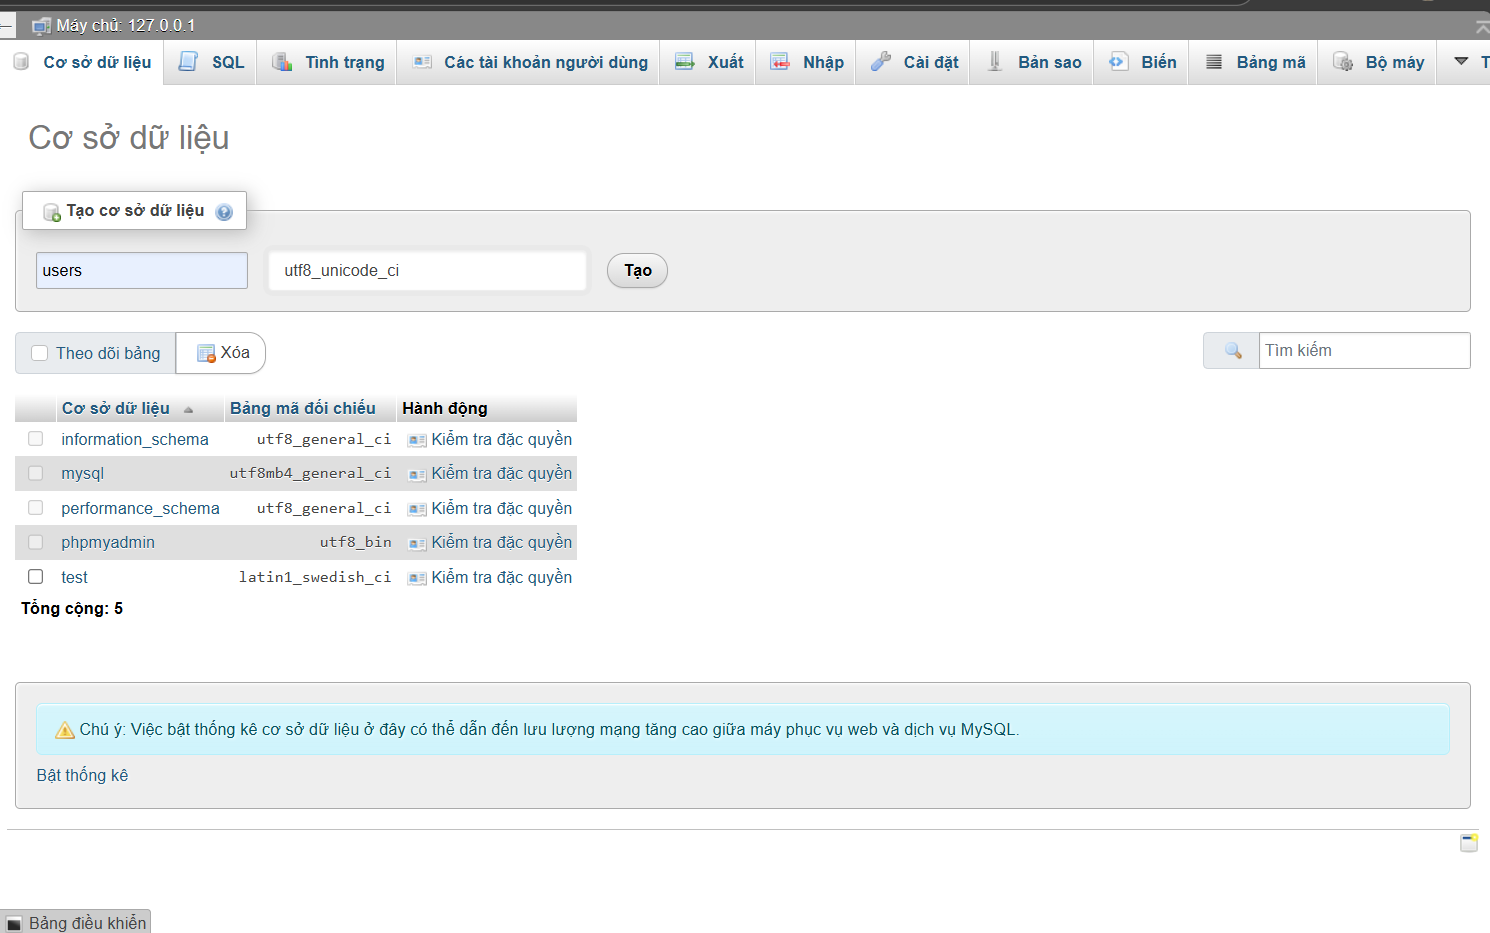 Máy chủ: 127.0.0.1
Cơ sở dữ liệu SQL Tình trạng Các tài khoản người dùng Xuất Nhập Cài đặt Bản sao Biến Bảng mã Bộ máy
Cơ sở dữ liệu
Tạo cơ sở dữ liệu
users utf8_unicode_ci Tạo
Theo dõi bảng Xóa Tìm kiếm
Cơ sở dữ liệu Bảng mã đối chiếu Hành động
information_schema utf8_general_ci Kiểm tra đặc quyền
mysql utf8mb4_general_ci Kiểm tra đặc quyền
performance_schema utf8_general_ci Kiểm tra đặc quyền
phpmyadmin utf8_bin Kiểm tra đặc quyền
test latin1_swedish_ci Kiểm tra đặc quyền
Tổng cộng: 5
Chú ý: Việc bật thống kê cơ sở dữ liệu ở đây có thể dẫn đến lưu lượng mạng tăng cao giữa máy phục vụ web và dịch vụ MySQL.
Bật thống kê
Bảng điều khiển